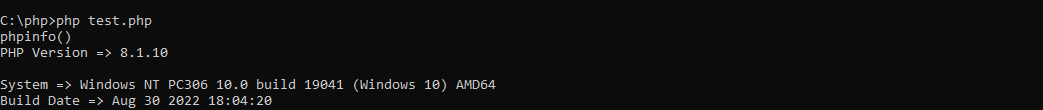 C:\php>php test.php
phpinfo()
PHP Version => 8.1.10
System => Windows NT PC306 10.0 build 19041 (Windows 10) AMD64
Build Date => Aug 30 2022 18:04:20